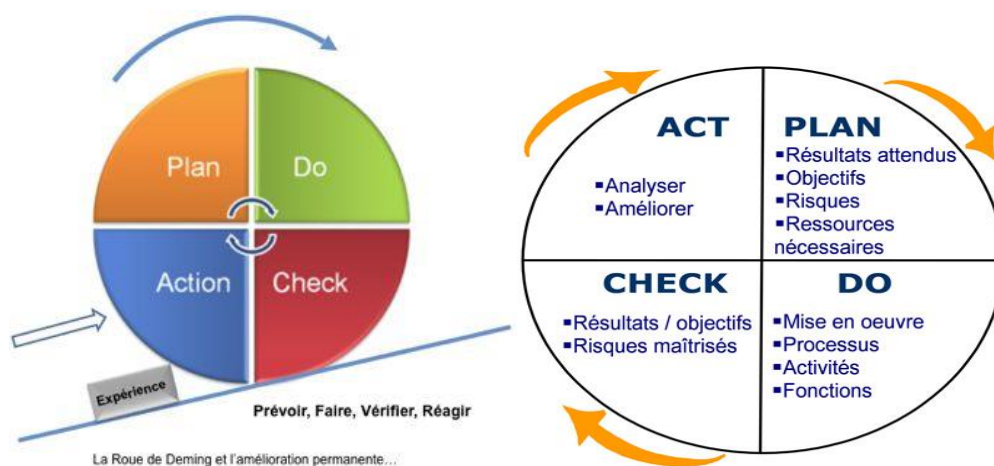 Plan
Do
Action
Check
Expérience
Prévoir, Faire, Vérifier, Réagir
La Roue de Deming et l'amélioration permanente...
ACT
▪Analyser
▪Améliorer
PLAN
▪Résultats attendus
▪Objectifs
▪Risques
▪Ressources
nécessaires
CHECK
▪Résultats / objectifs
▪Risques maîtrisés
DO
▪Mise en oeuvre
▪Processus
▪Activités
▪Fonctions